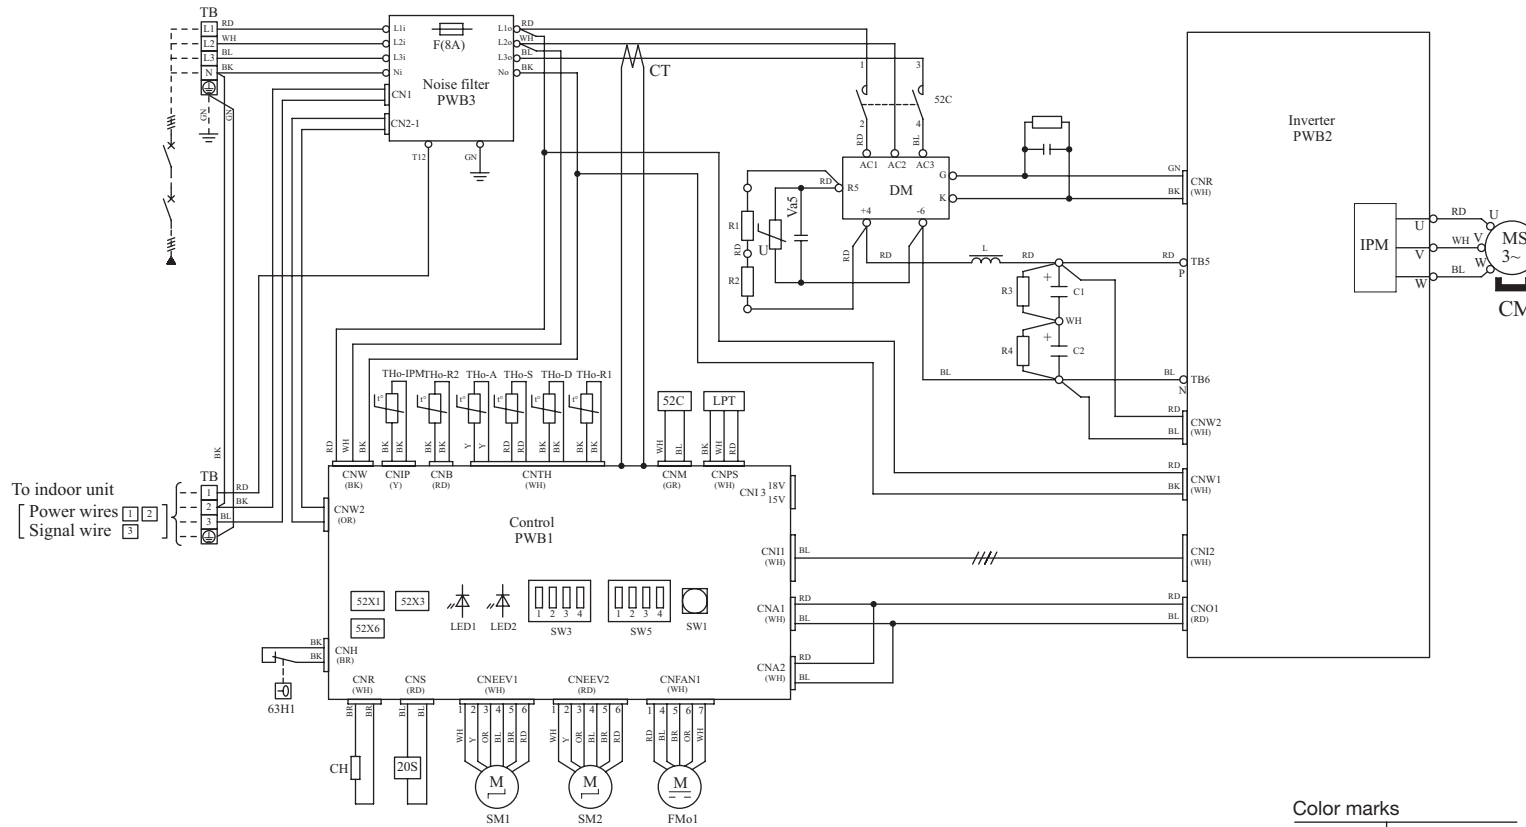 TB
L1 RD
L2 WH
L3 BL
N BK
GN GN
L1i
L2i
L3i
Ni
F(8A)
Noise filter
PWB3
L1o RD
L2o WH
L3o BL
No BK
CN1
CN2-1
T12
GN
CT
1 3
52C
2 4
RD BL
AC1 AC2 AC3
DM
R5
RD
G
K
+4 -6
R1
RD
R2
U
Va5
RD
RD
L
RD
R3
+
C1
WH
R4
+
C2
BL
Inverter
PWB2
GN
BK
CNR
(WH)
RD
TB5
P
BL
TB6
N
RD
BL
CNW2
(WH)
RD
BK
CNW1
(WH)
CNI2
(WH)
RD
BL
CNO1
(RD)
IPM
U
V
W
RD
WH
BL
U
V
W
MS
3~
CM
BK
TB
1 RD
2 BK
3 BL
To indoor unit
Power wires 1 2
Signal wire 3
THo-IPM THo-R2 THo-A THo-S THo-D THo-R1
t° t° t° t° t° t°
52C
LPT
RD WH BK BK BK BK BK Y Y RD RD BK BK BK BK WH BL BK WH RD
CNW
(BK)
CNIP
(Y)
CNB
(RD)
CNTH
(WH)
CNM
(GR)
CNPS
(WH)
CNI 3
18V
15V
CNW2
(OR)
Control
PWB1
CNI1
(WH)
BL
CNA1
(WH)
RD
BL
CNA2
(WH)
RD
BL
52X1
52X3
52X6
LED1
LED2
1 2 3 4
SW3
1 2 3 4
SW5
SW1
BK
BK
CNH
(BR)
63H1
CNR
(WH)
CNS
(RD)
CNEEV1
(WH)
CNEEV2
(RD)
CNFAN1
(WH)
1 2 3 4 5 6
1 2 3 4 5 6
1 4 5 6 7
BR BR
BL BL
WH Y OR BL BR RD
WH Y OR BL BR RD
RD BL BR OR WH
CH
20S
M
M
M
SM1
SM2
FMo1
Color marks